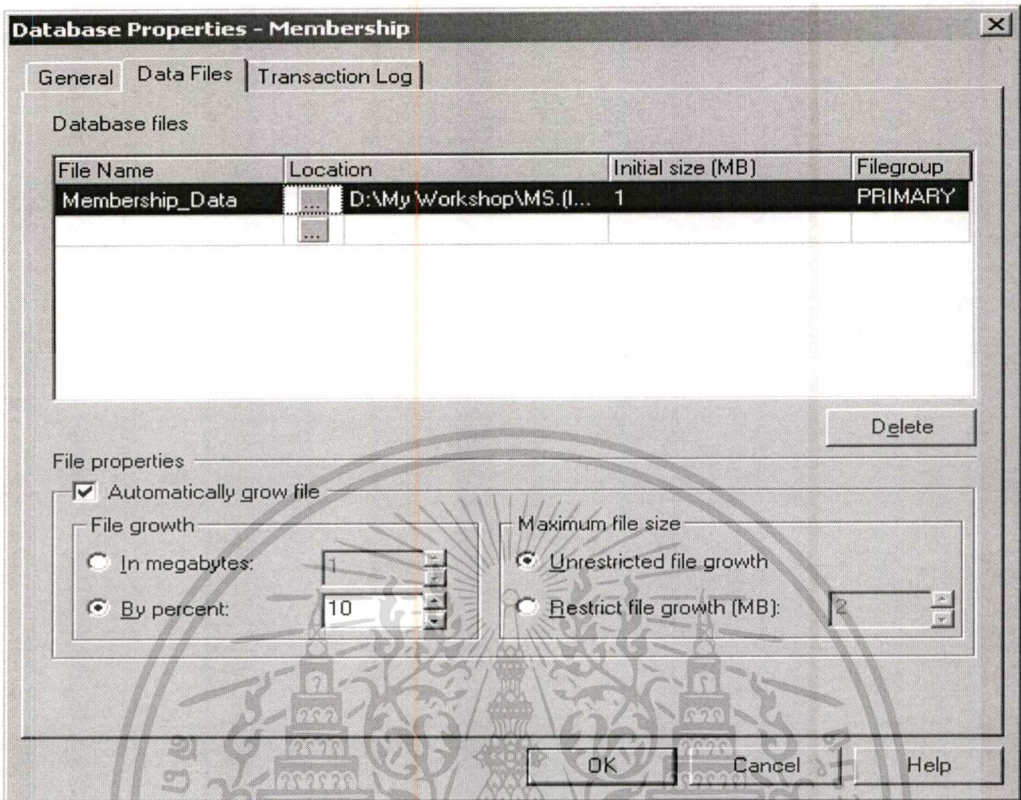 Database Properties - Membership
General Data Files Transaction Log
Database files
File Name Location Initial size (MB) Filegroup
Membership_Data ... D:\My Workshop\MS.(I... 1 PRIMARY
...
Delete
File properties
Automatically grow file
File growth
In megabytes: 1
By percent: 10
Maximum file size
Unrestricted file growth
Restrict file growth (MB): 2
OK Cancel Help